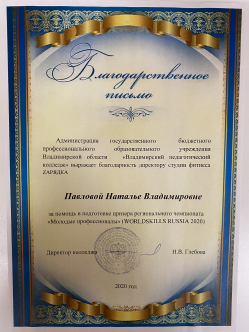 Благодарственное
письмо
Администрация государственного бюджетного
профессионального образовательного учреждения
Владимирской области «Владимирский педагогический
колледж» выражает благодарность директору студии фитнеса
ZАРЯДКА
Павловой Наталье Владимировне
за помощь в подготовке призера регионального чемпионата
«Молодые профессионалы» (WORLDSKILLS RUSSIA 2020)
Директор колледжа Н.В. Глебова
2020 год